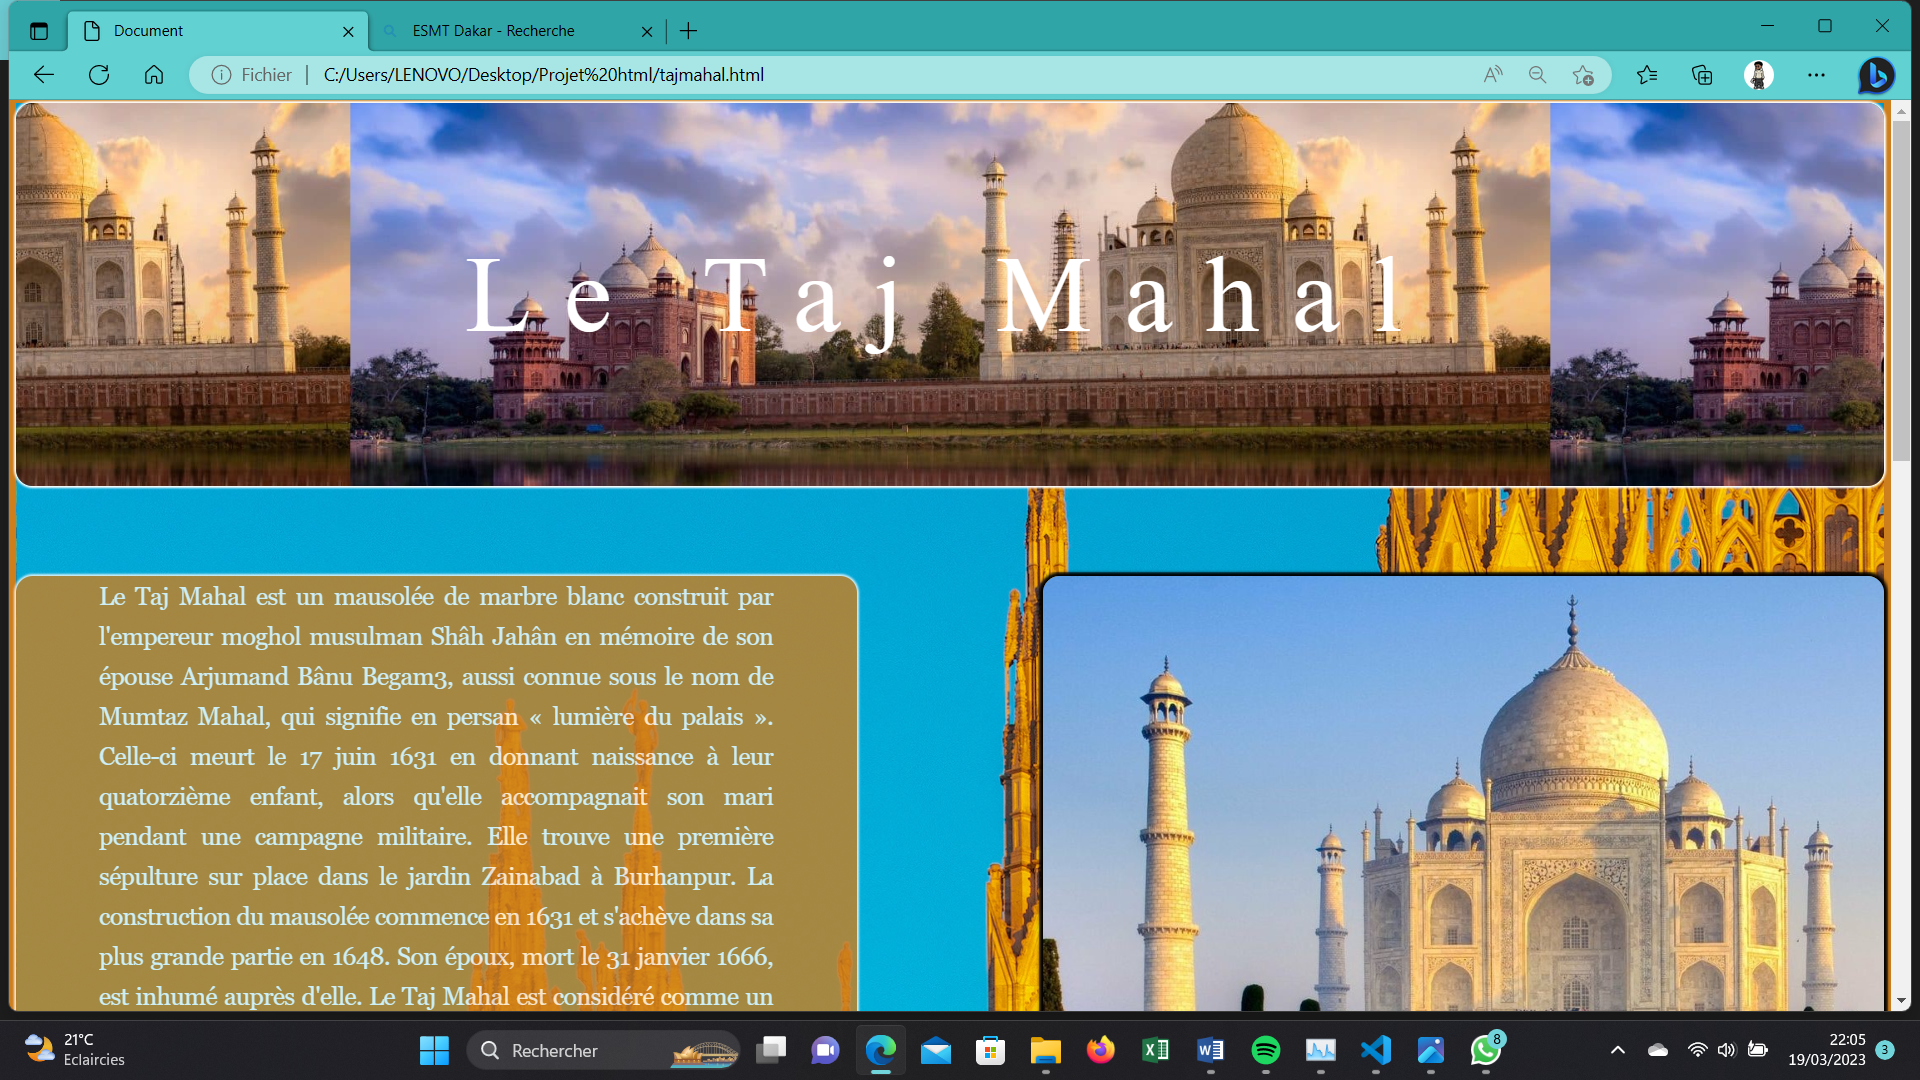 Document
ESMT Dakar - Recherche
Fichier
C:/Users/LENOVO/Desktop/Projet%20html/tajmahal.html
Le Taj Mahal
Le Taj Mahal est un mausolée de marbre blanc construit par
l'empereur moghol musulman Shâh Jahân en mémoire de son
épouse Arjumand Bânu Begam3, aussi connue sous le nom de
Mumtaz Mahal, qui signifie en persan « lumière du palais ».
Celle-ci meurt le 17 juin 1631 en donnant naissance à leur
quatorzième enfant, alors qu'elle accompagnait son mari
pendant une campagne militaire. Elle trouve une première
sépulture sur place dans le jardin Zainabad à Burhanpur. La
construction du mausolée commence en 1631 et s'achève dans sa
plus grande partie en 1648. Son époux, mort le 31 janvier 1666,
est inhumé auprès d'elle. Le Taj Mahal est considéré comme un
21°C
Eclaircies
Rechercher
8
22:05
19/03/2023
3